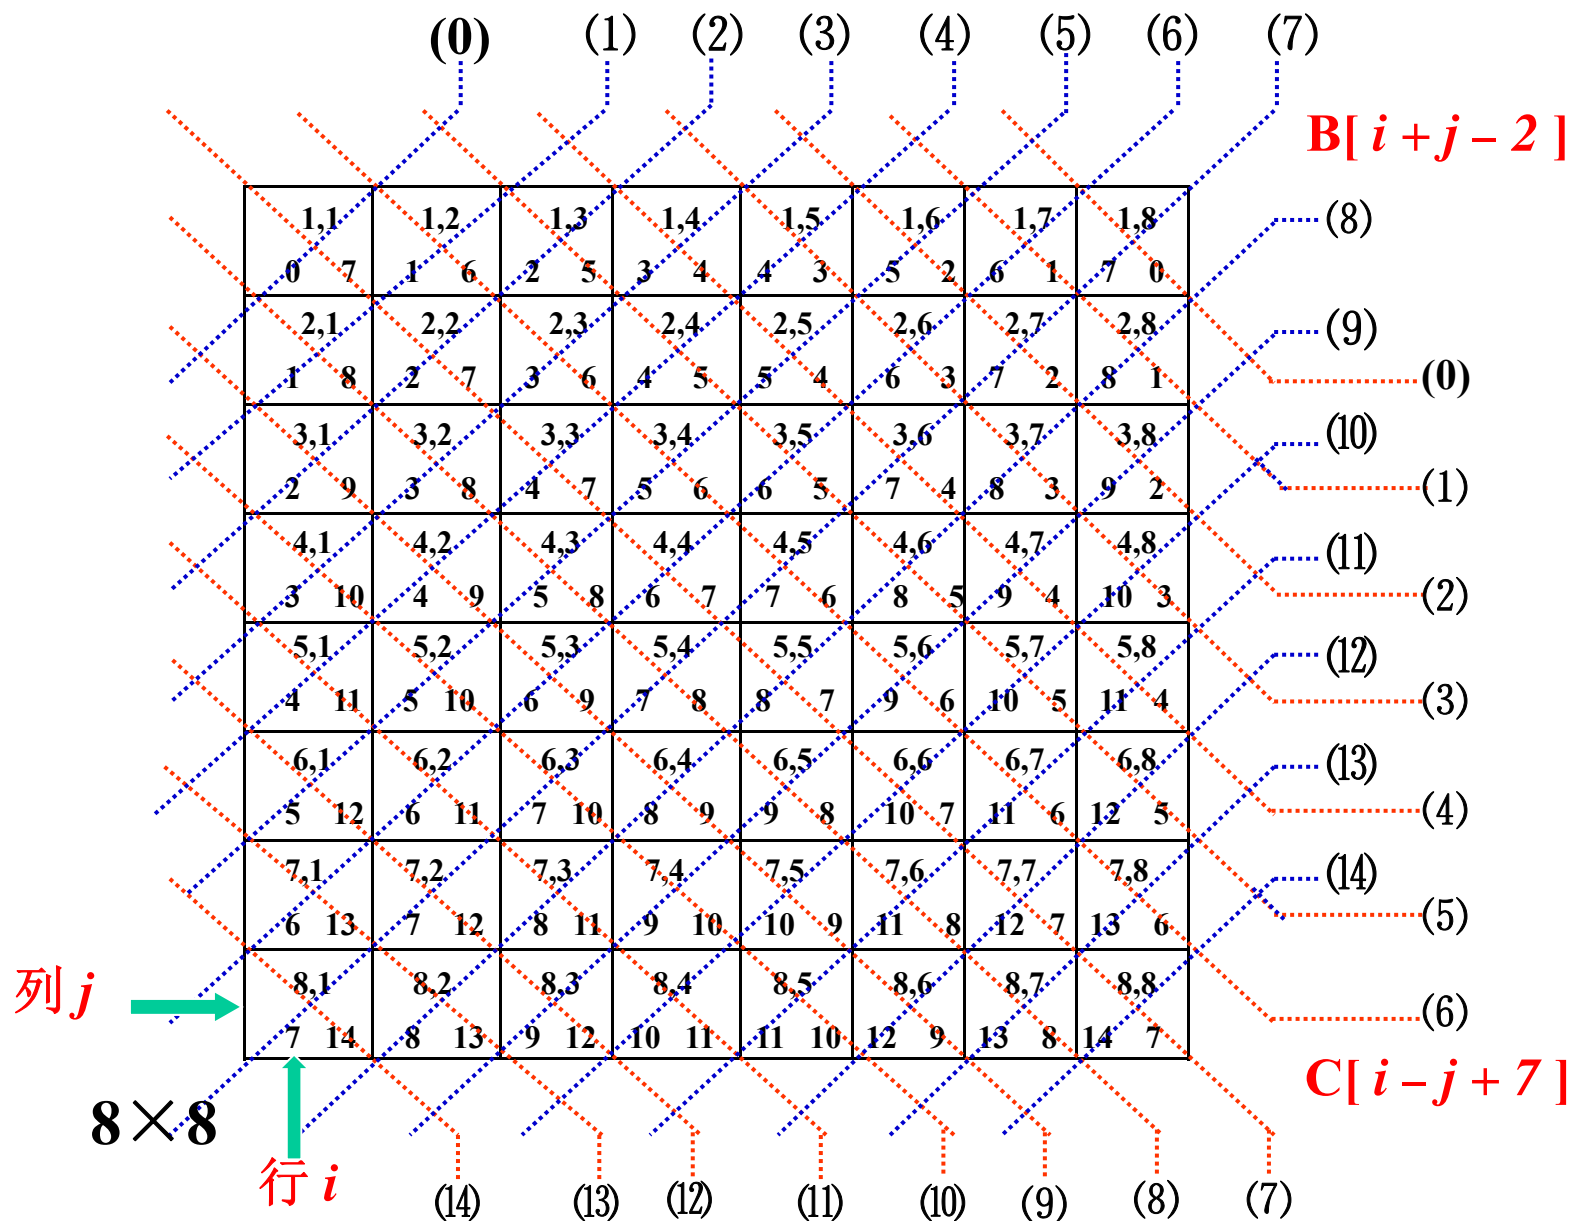 (0) (1) (2) (3) (4) (5) (6) (7)
B[ i + j – 2 ]
1,1 1,2 1,3 1,4 1,5 1,6 1,7 1,8
(8)
0 7 1 6 2 5 3 4 4 3 5 2 6 1 7 0
2,1 2,2 2,3 2,4 2,5 2,6 2,7 2,8
(9)
1 8 2 7 3 6 4 5 5 4 6 3 7 2 8 1
(0)
3,1 3,2 3,3 3,4 3,5 3,6 3,7 3,8
(10)
2 9 3 8 4 7 5 6 6 5 7 4 8 3 9 2
(1)
4,1 4,2 4,3 4,4 4,5 4,6 4,7 4,8
(11)
3 10 4 9 5 8 6 7 7 6 8 5 9 4 10 3
(2)
5,1 5,2 5,3 5,4 5,5 5,6 5,7 5,8
(12)
4 11 5 10 6 9 7 8 8 7 9 6 10 5 11 4
(3)
6,1 6,2 6,3 6,4 6,5 6,6 6,7 6,8
(13)
5 12 6 11 7 10 8 9 9 8 10 7 11 6 12 5
(4)
7,1 7,2 7,3 7,4 7,5 7,6 7,7 7,8
(14)
6 13 7 12 8 11 9 10 10 9 11 8 12 7 13 6
(5)
列 j
8,1 8,2 8,3 8,4 8,5 8,6 8,7 8,8
(6)
7 14 8 13 9 12 10 11 11 10 12 9 13 8 14 7
C[ i – j + 7 ]
8×8
行 i
(14) (13) (12) (11) (10) (9) (8) (7)